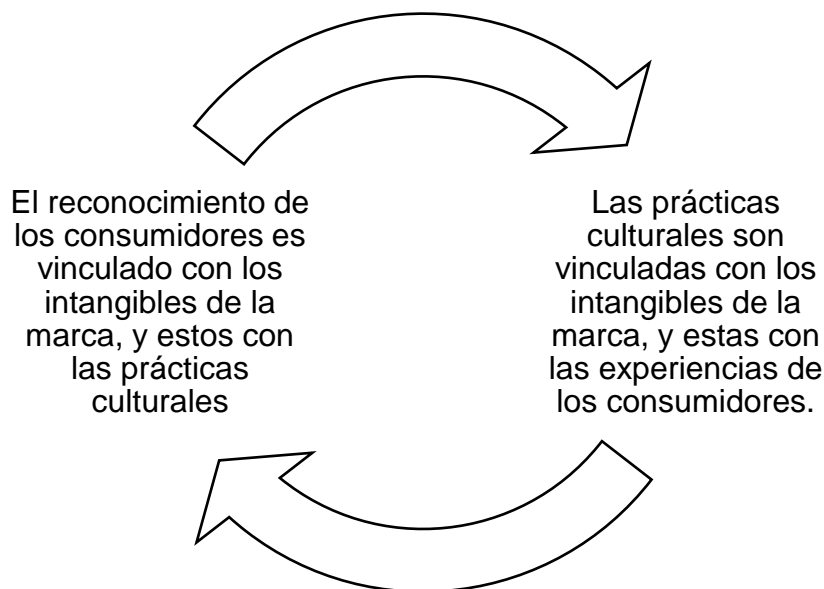 El reconocimiento de
los consumidores es
vinculado con los
intangibles de la
marca, y estos con
las prácticas
culturales
Las prácticas
culturales son
vinculadas con los
intangibles de la
marca, y estas con
las experiencias de
los consumidores.